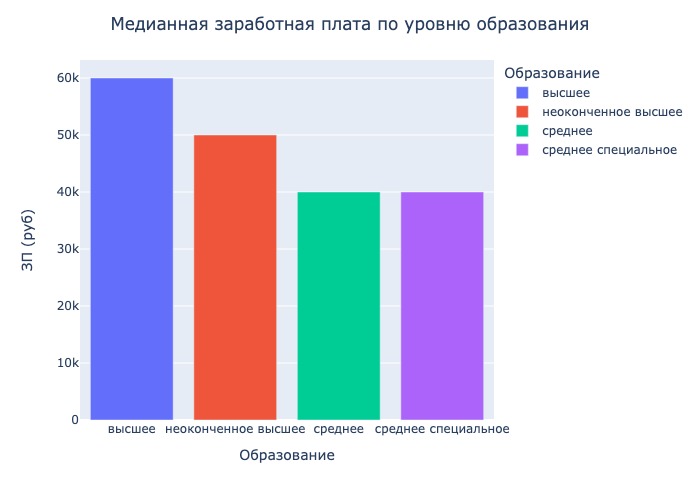 Медианная заработная плата по уровню образования
60k
50k
40k
30k
20k
10k
0
ЗП (руб)
высшее
неоконченное высшее
среднее
среднее специальное
Образование
Образование
высшее
неоконченное высшее
среднее
среднее специальное